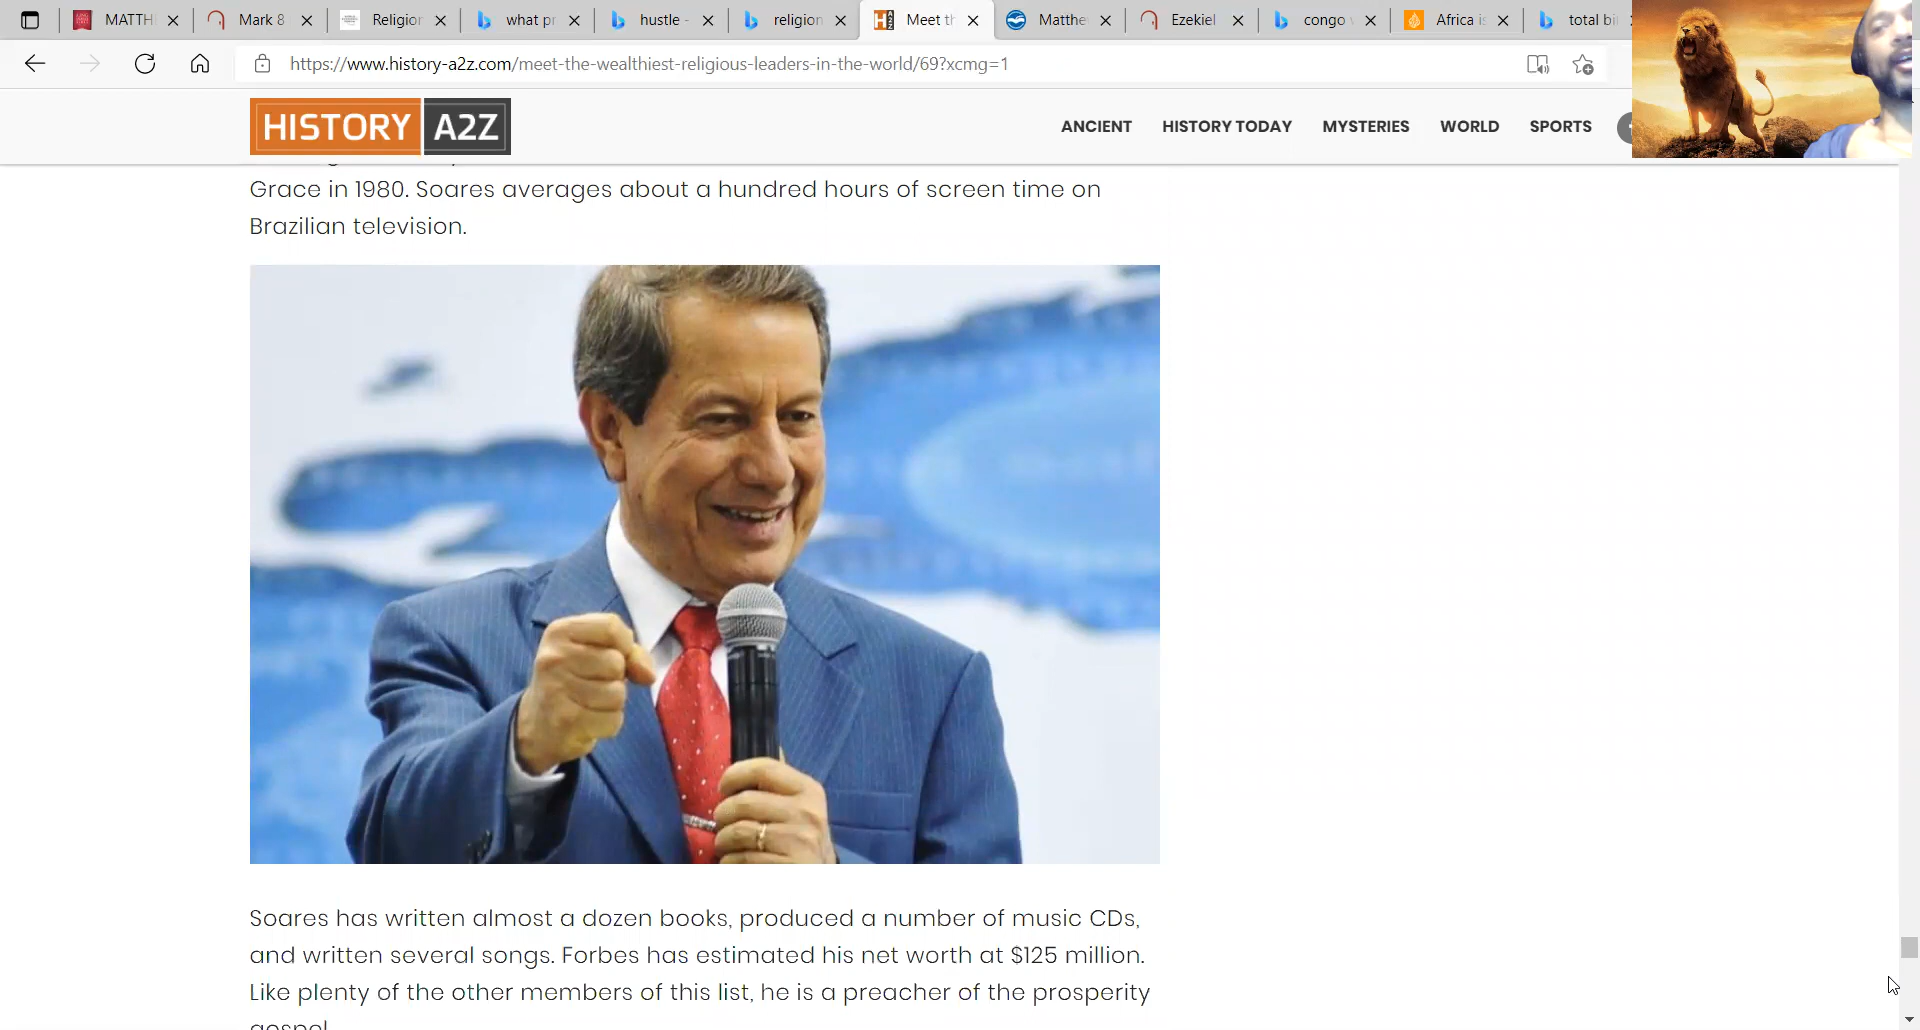 MATTH
Mark 8
Religion
what pr
hustle -
religion
Meet th
Matthe
Ezekiel
congo
Africa is
total bi
https://www.history-a2z.com/meet-the-wealthiest-religious-leaders-in-the-world/69?xcmg=1
HISTORY A2Z
ANCIENT HISTORY TODAY MYSTERIES WORLD SPORTS
Grace in 1980. Soares averages about a hundred hours of screen time on
Brazilian television.
Soares has written almost a dozen books, produced a number of music CDs,
and written several songs. Forbes has estimated his net worth at $125 million.
Like plenty of the other members of this list, he is a preacher of the prosperity
gospel